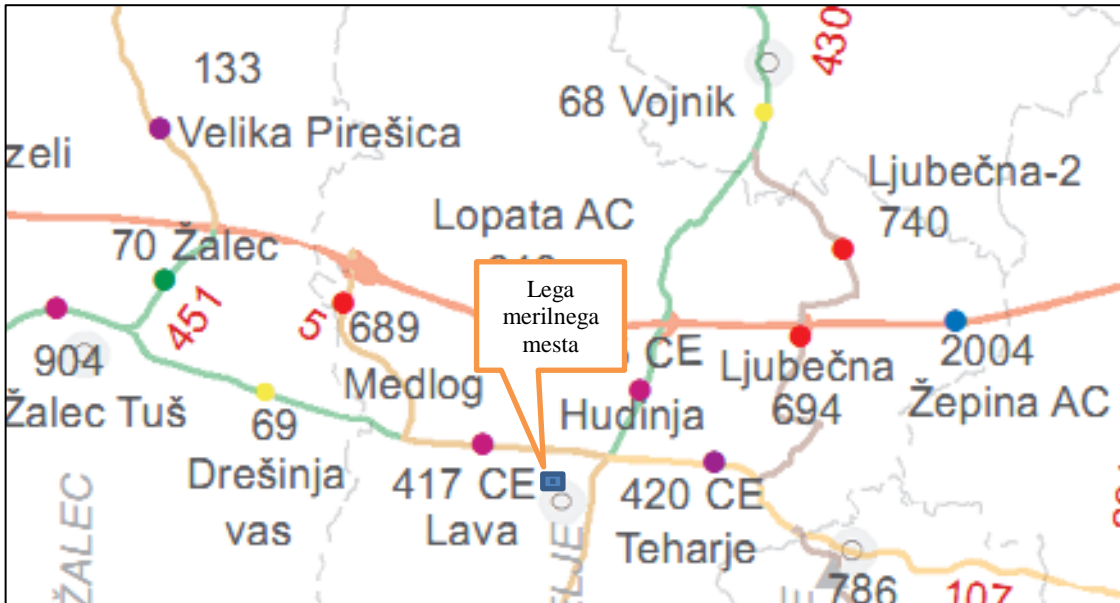 133
Velika Pirešica
zeli
68 Vojnik
430
Ljubečna-2
740
Lopata AC
70 Žalec
451
5
689
904
Žalec Tuš
69
Drešinja
vas
Medlog
Lega
merilnega
mesta
CE
Hudinja
Ljubečna
694
2004
Žepina AC
417 CE
Lava
420 CE
Teharje
786
107
ŽALEC
ELJE